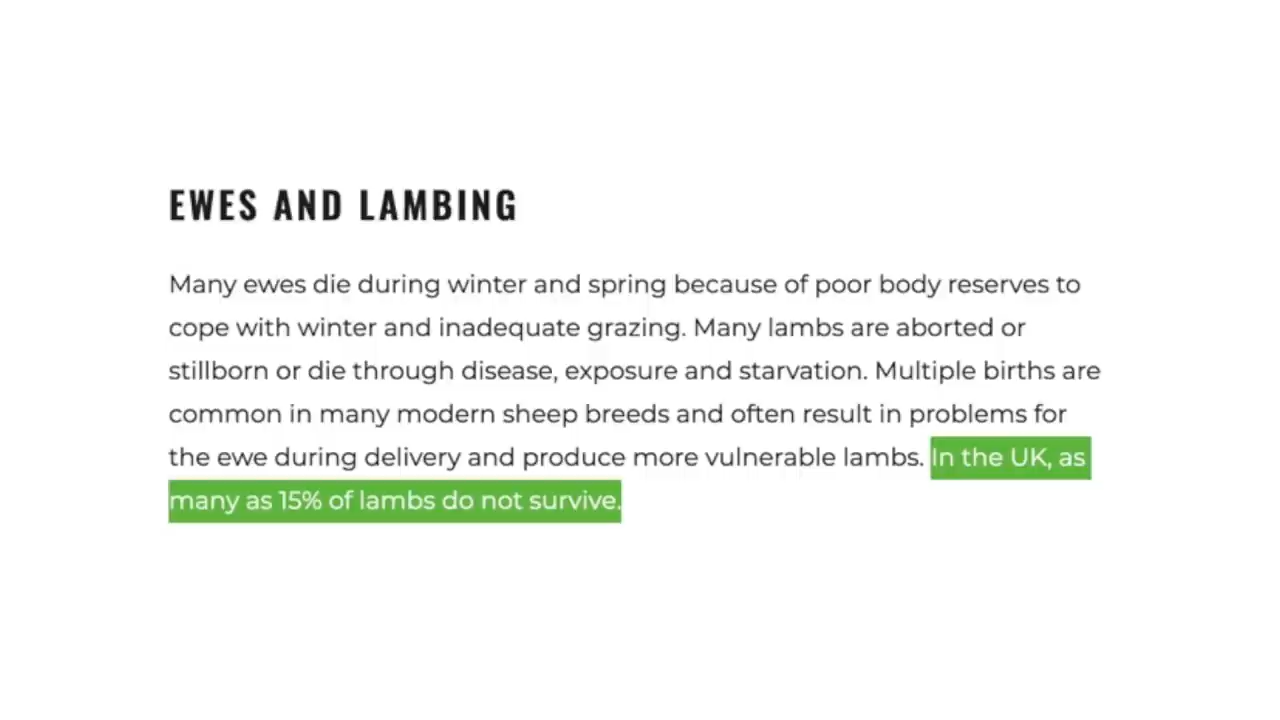 EWES AND LAMBING
Many ewes die during winter and spring because of poor body reserves to
cope with winter and inadequate grazing. Many lambs are aborted or
stillborn or die through disease, exposure and starvation. Multiple births are
common in many modern sheep breeds and often result in problems for
the ewe during delivery and produce more vulnerable lambs. In the UK, as
many as 15% of lambs do not survive.